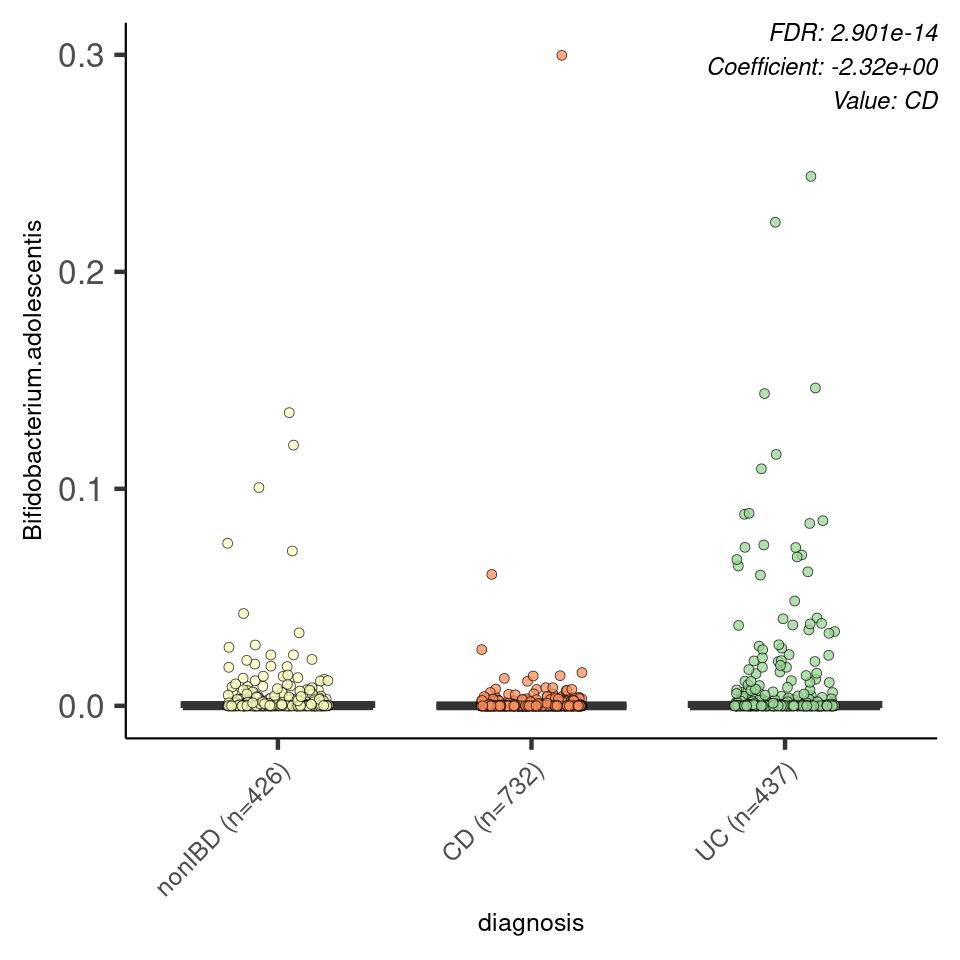 FDR: 2.901e-14
Coefficient: -2.32e+00
Value: CD
Bifidobacterium.adolescentis
0.3
0.2
0.1
0.0
nonIBD (n=426)
CD (n=732)
UC (n=437)
diagnosis